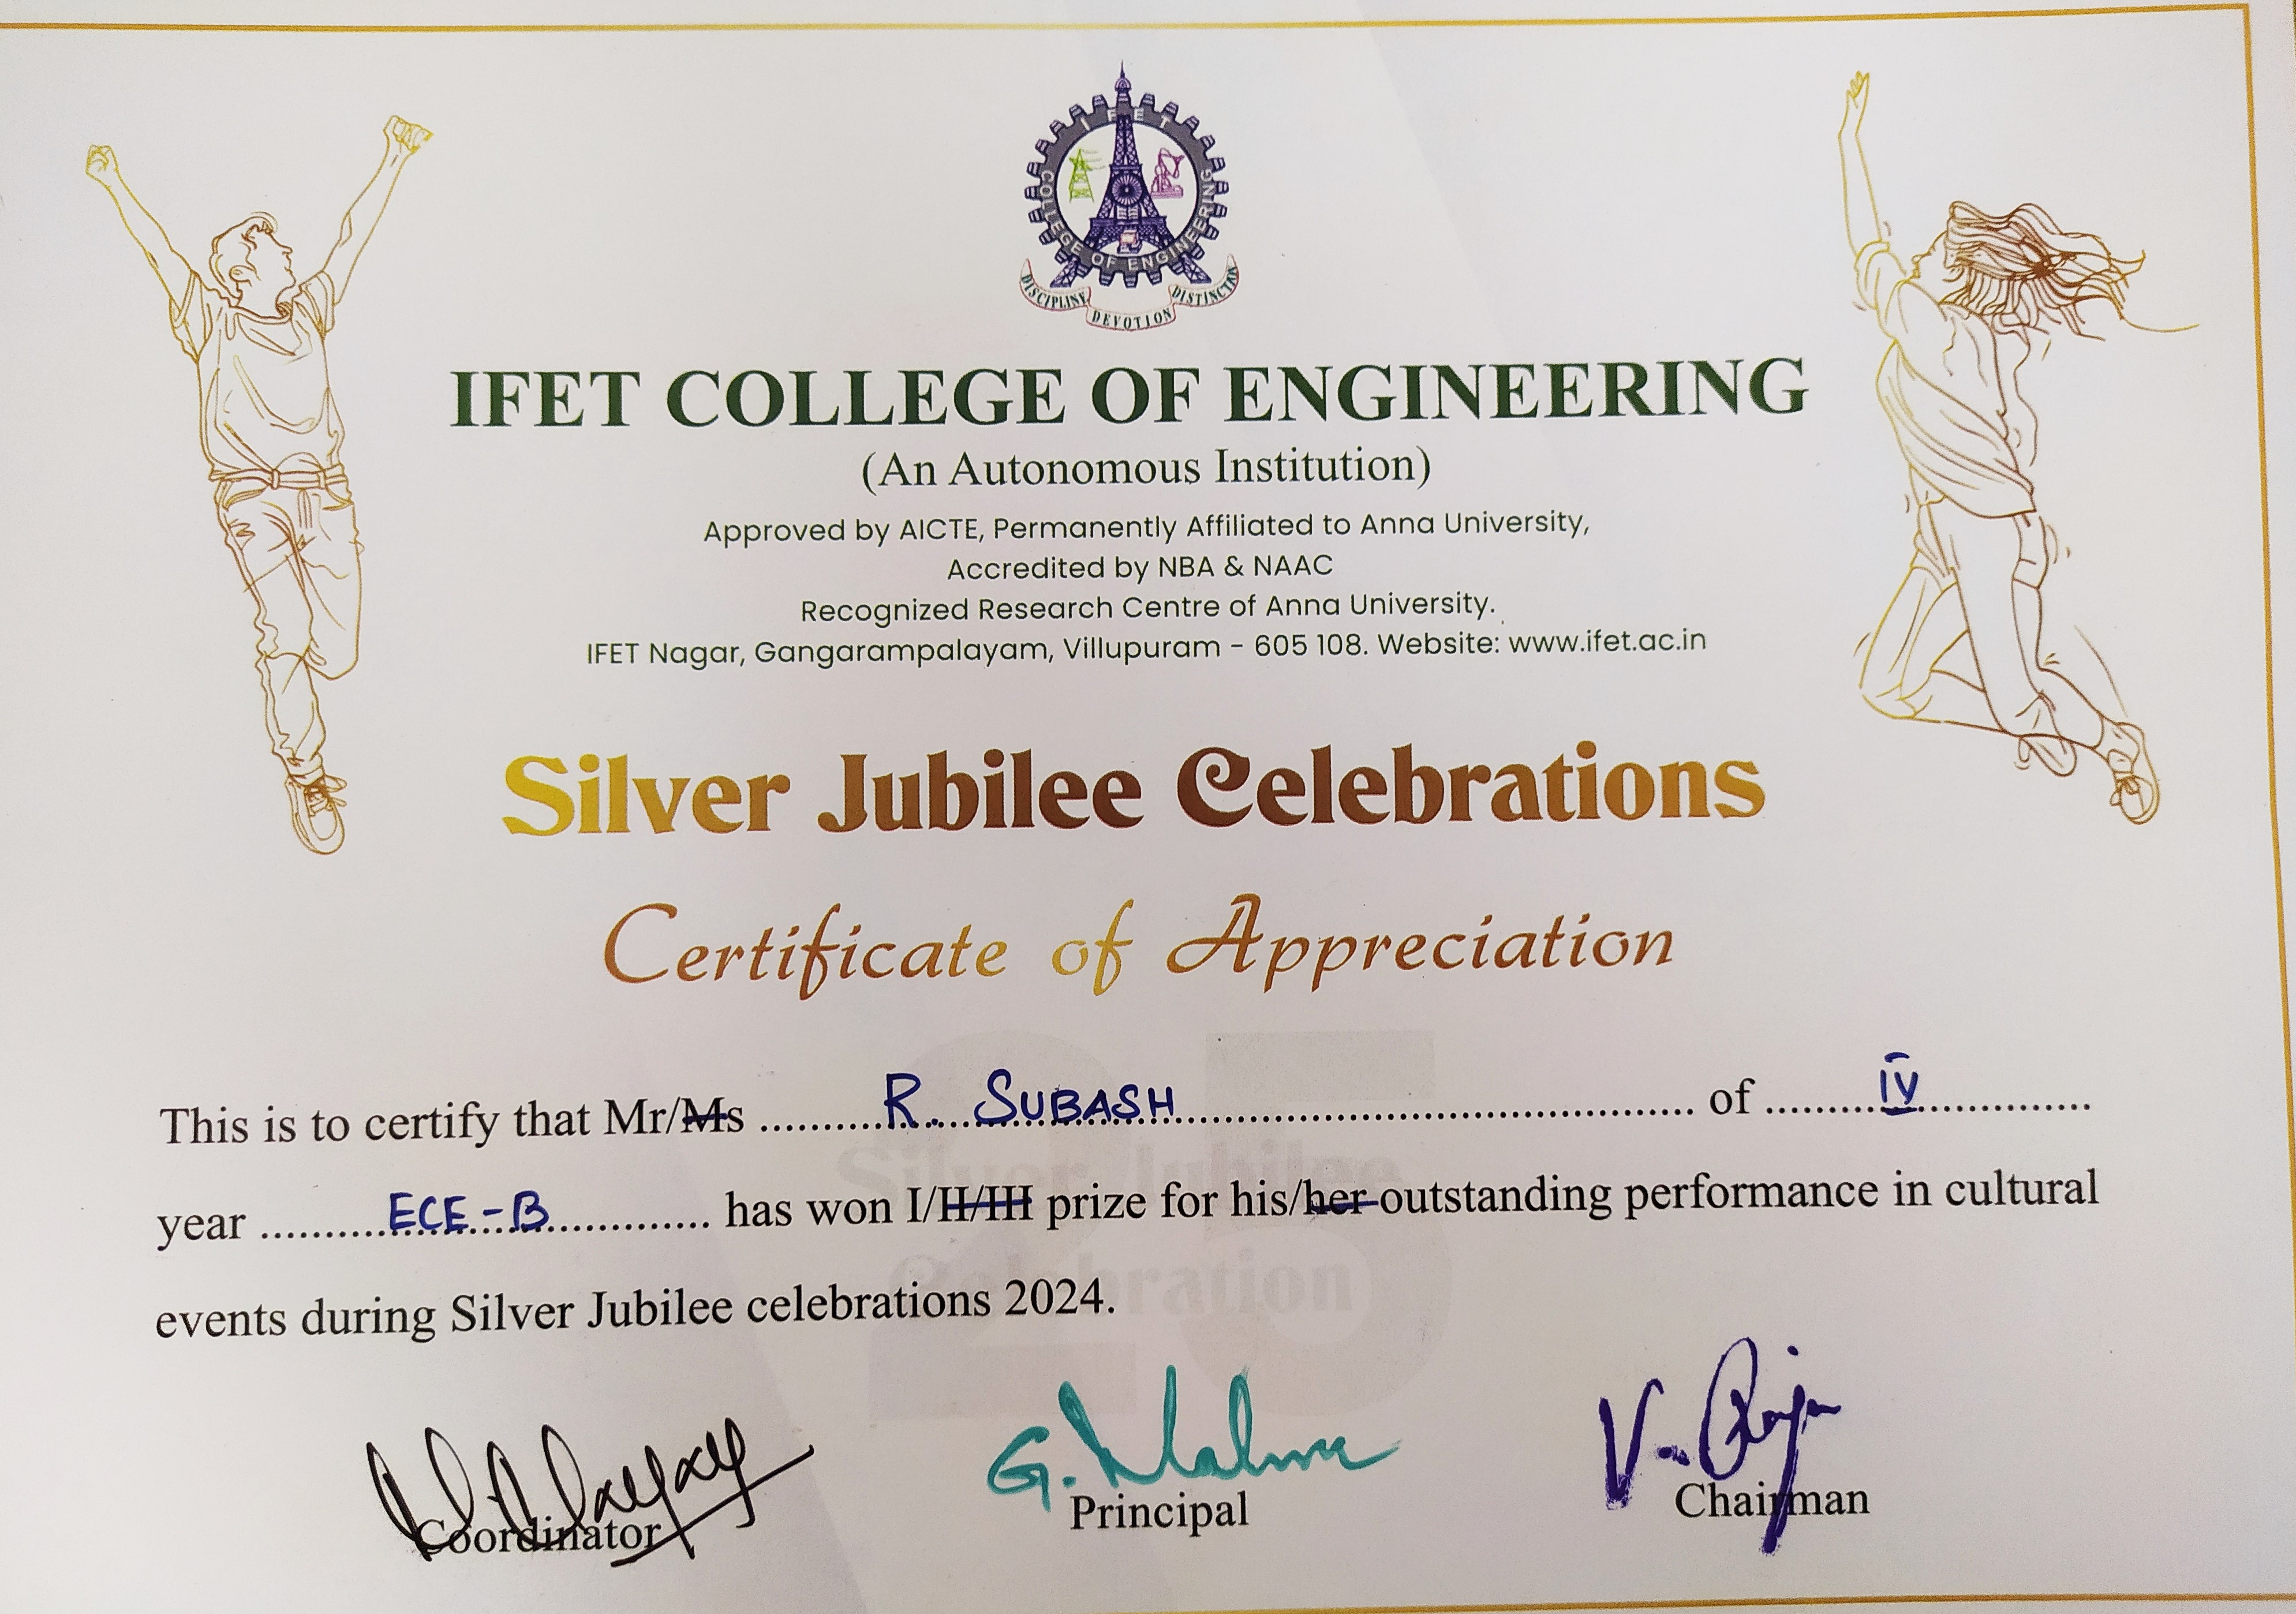 IFET
COLLEGE OF ENGINEERING
DISCIPLINE DEVOTION DISTINCTION
IFET COLLEGE OF ENGINEERING
(An Autonomous Institution)
Approved by AICTE, Permanently Affiliated to Anna University,
Accredited by NBA & NAAC
Recognized Research Centre of Anna University.
IFET Nagar, Gangarampalayam, Villupuram - 605 108. Website: www.ifet.ac.in
Silver Jubilee Celebrations
Certificate of Appreciation
This is to certify that Mr/Ms R. SUBASH of IV
year ECE-B has won I/II/III prize for his/her outstanding performance in cultural
events during Silver Jubilee celebrations 2024.
25
Silver Jubilee
Celebration
Coordinator Principal Chairman